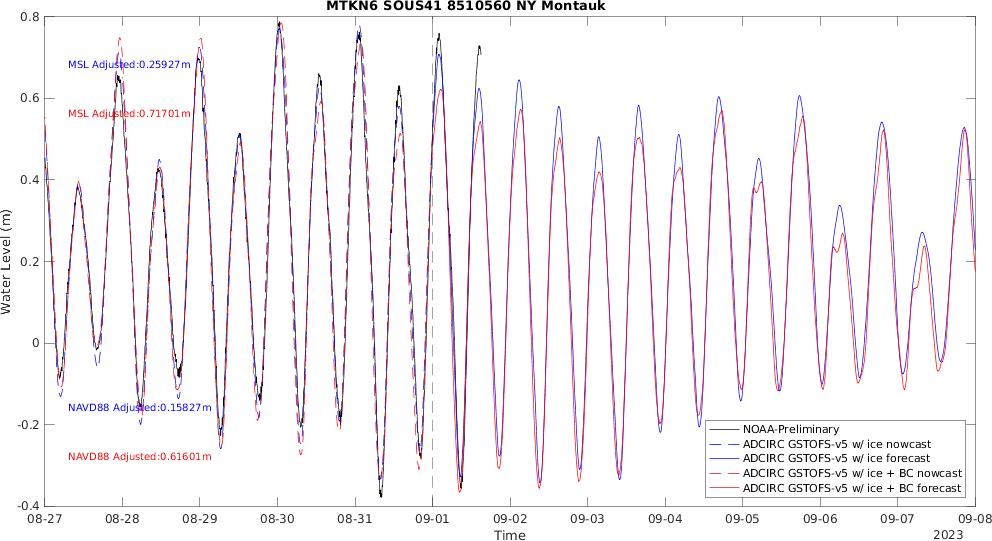 MTKN6 SOUS41 8510560 NY Montauk
0.8
0.6
0.4
0.2
0
-0.2
-0.4
Water Level (m)
MSL Adjusted:0.25927m
MSL Adjusted:0.71701m
NAVD88 Adjusted:0.15827m
NAVD88 Adjusted:0.61601m
NOAA-Preliminary
ADCIRC GSTOFS-v5 w/ ice nowcast
ADCIRC GSTOFS-v5 w/ ice forecast
ADCIRC GSTOFS-v5 w/ ice + BC nowcast
ADCIRC GSTOFS-v5 w/ ice + BC forecast
08-27 08-28 08-29 08-30 08-31 09-01 09-02 09-03 09-04 09-05 09-06 09-07 09-08
Time
2023